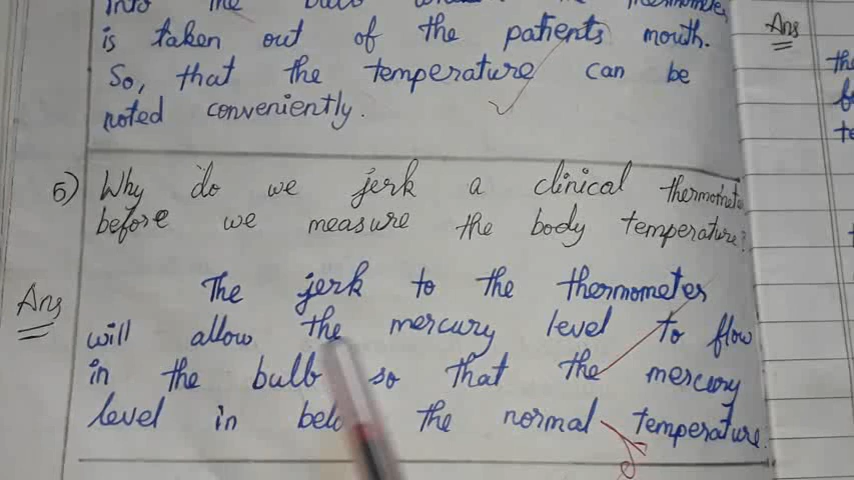 into the
is taken out of the patients mouth.
So, that the temperature can be
noted conveniently.
5) Why do we jerk a clinical
before we measure the body temperature?
Ans
The jerk to the thermometer
will allow the mercury level to flow
in the bulb so that the mercury
level in the normal temperature.
Ans